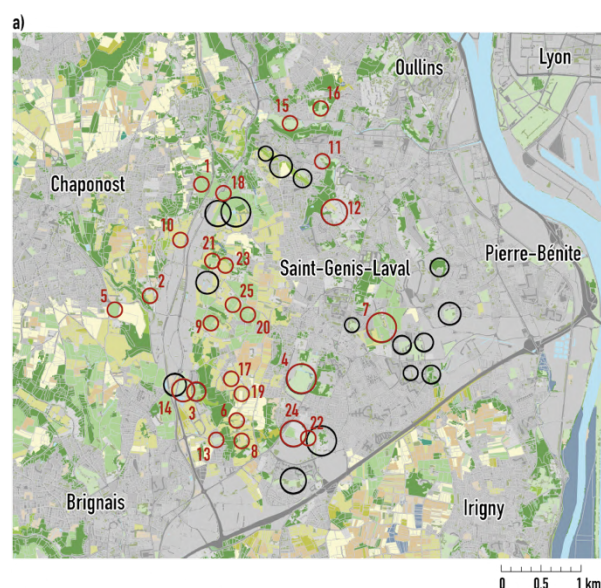 a)
Lyon
Oullins
16
15
11
1
Chaponost
18
12
10
21
Pierre-Bénite
23
Saint-Genis-Laval
2
5
25
7
20
9
4
17
14
3
19
6
24
22
13
8
Brignais
Irigny
0 0.5 1 km